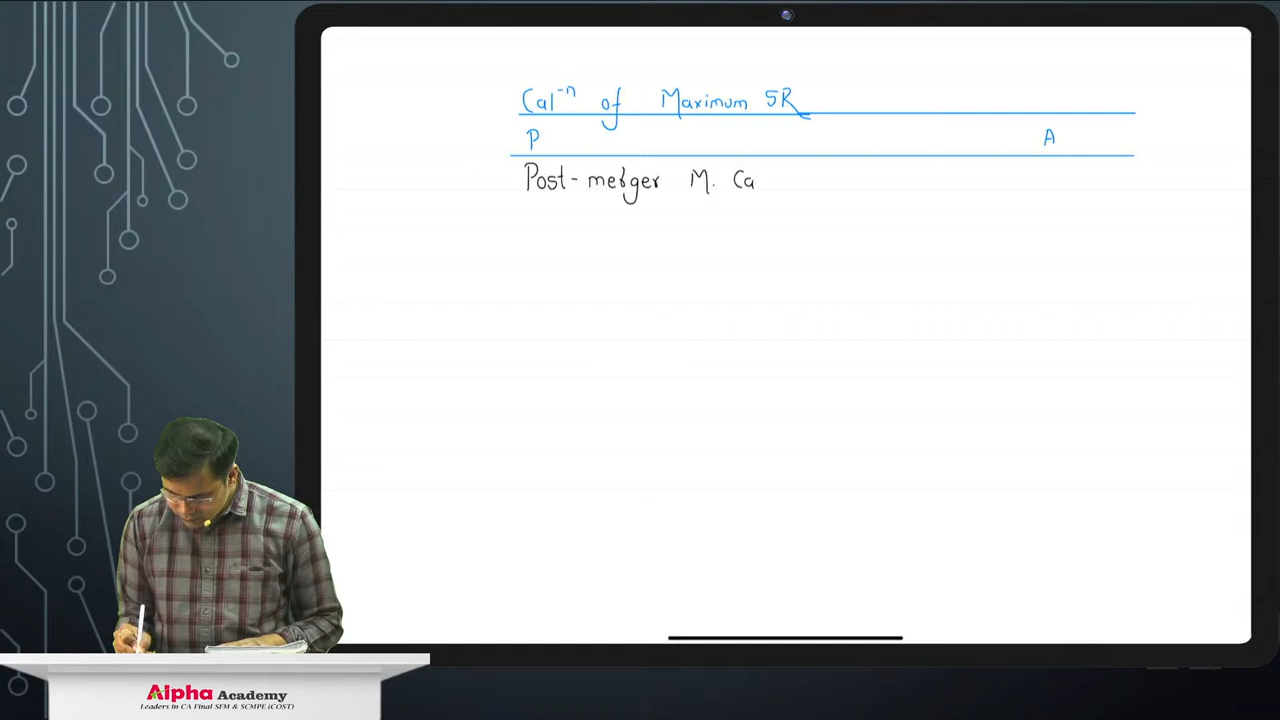 Cal⁻ⁿ of Maximum SR
P A
Post-merger M. Ca
Alpha Academy
Leaders in CA Final SFM & SCMPE (COST)